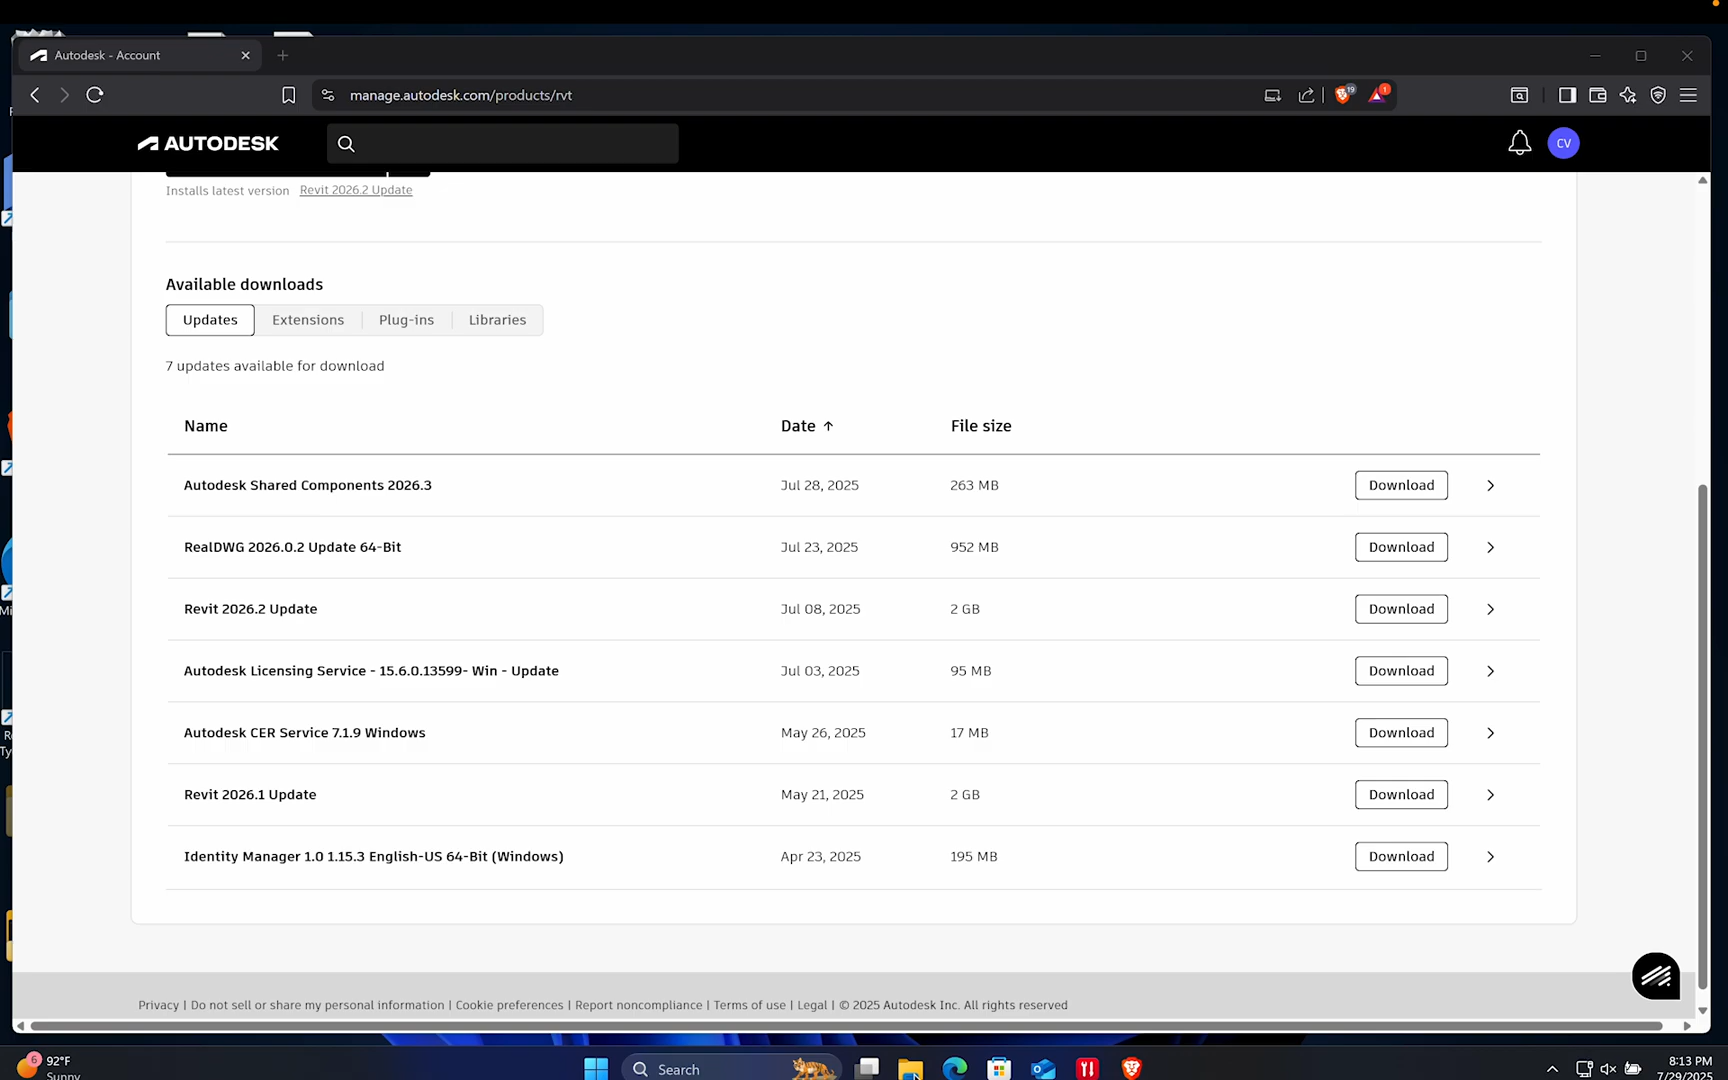 Autodesk - Account
manage.autodesk.com/products/rvt
19
1
AUTODESK
CV
Installs latest version Revit 2026.2 Update
Available downloads
Updates Extensions Plug-ins Libraries
7 updates available for download
Name Date ↑ File size
Autodesk Shared Components 2026.3 Jul 28, 2025 263 MB Download
RealDWG 2026.0.2 Update 64-Bit Jul 23, 2025 952 MB Download
Revit 2026.2 Update Jul 08, 2025 2 GB Download
Autodesk Licensing Service - 15.6.0.13599- Win - Update Jul 03, 2025 95 MB Download
Autodesk CER Service 7.1.9 Windows May 26, 2025 17 MB Download
Revit 2026.1 Update May 21, 2025 2 GB Download
Identity Manager 1.0 1.15.3 English-US 64-Bit (Windows) Apr 23, 2025 195 MB Download
Privacy | Do not sell or share my personal information | Cookie preferences | Report noncompliance | Terms of use | Legal | © 2025 Autodesk Inc. All rights reserved
6
92°F
Sunny
Search
8:13 PM
7/29/2025